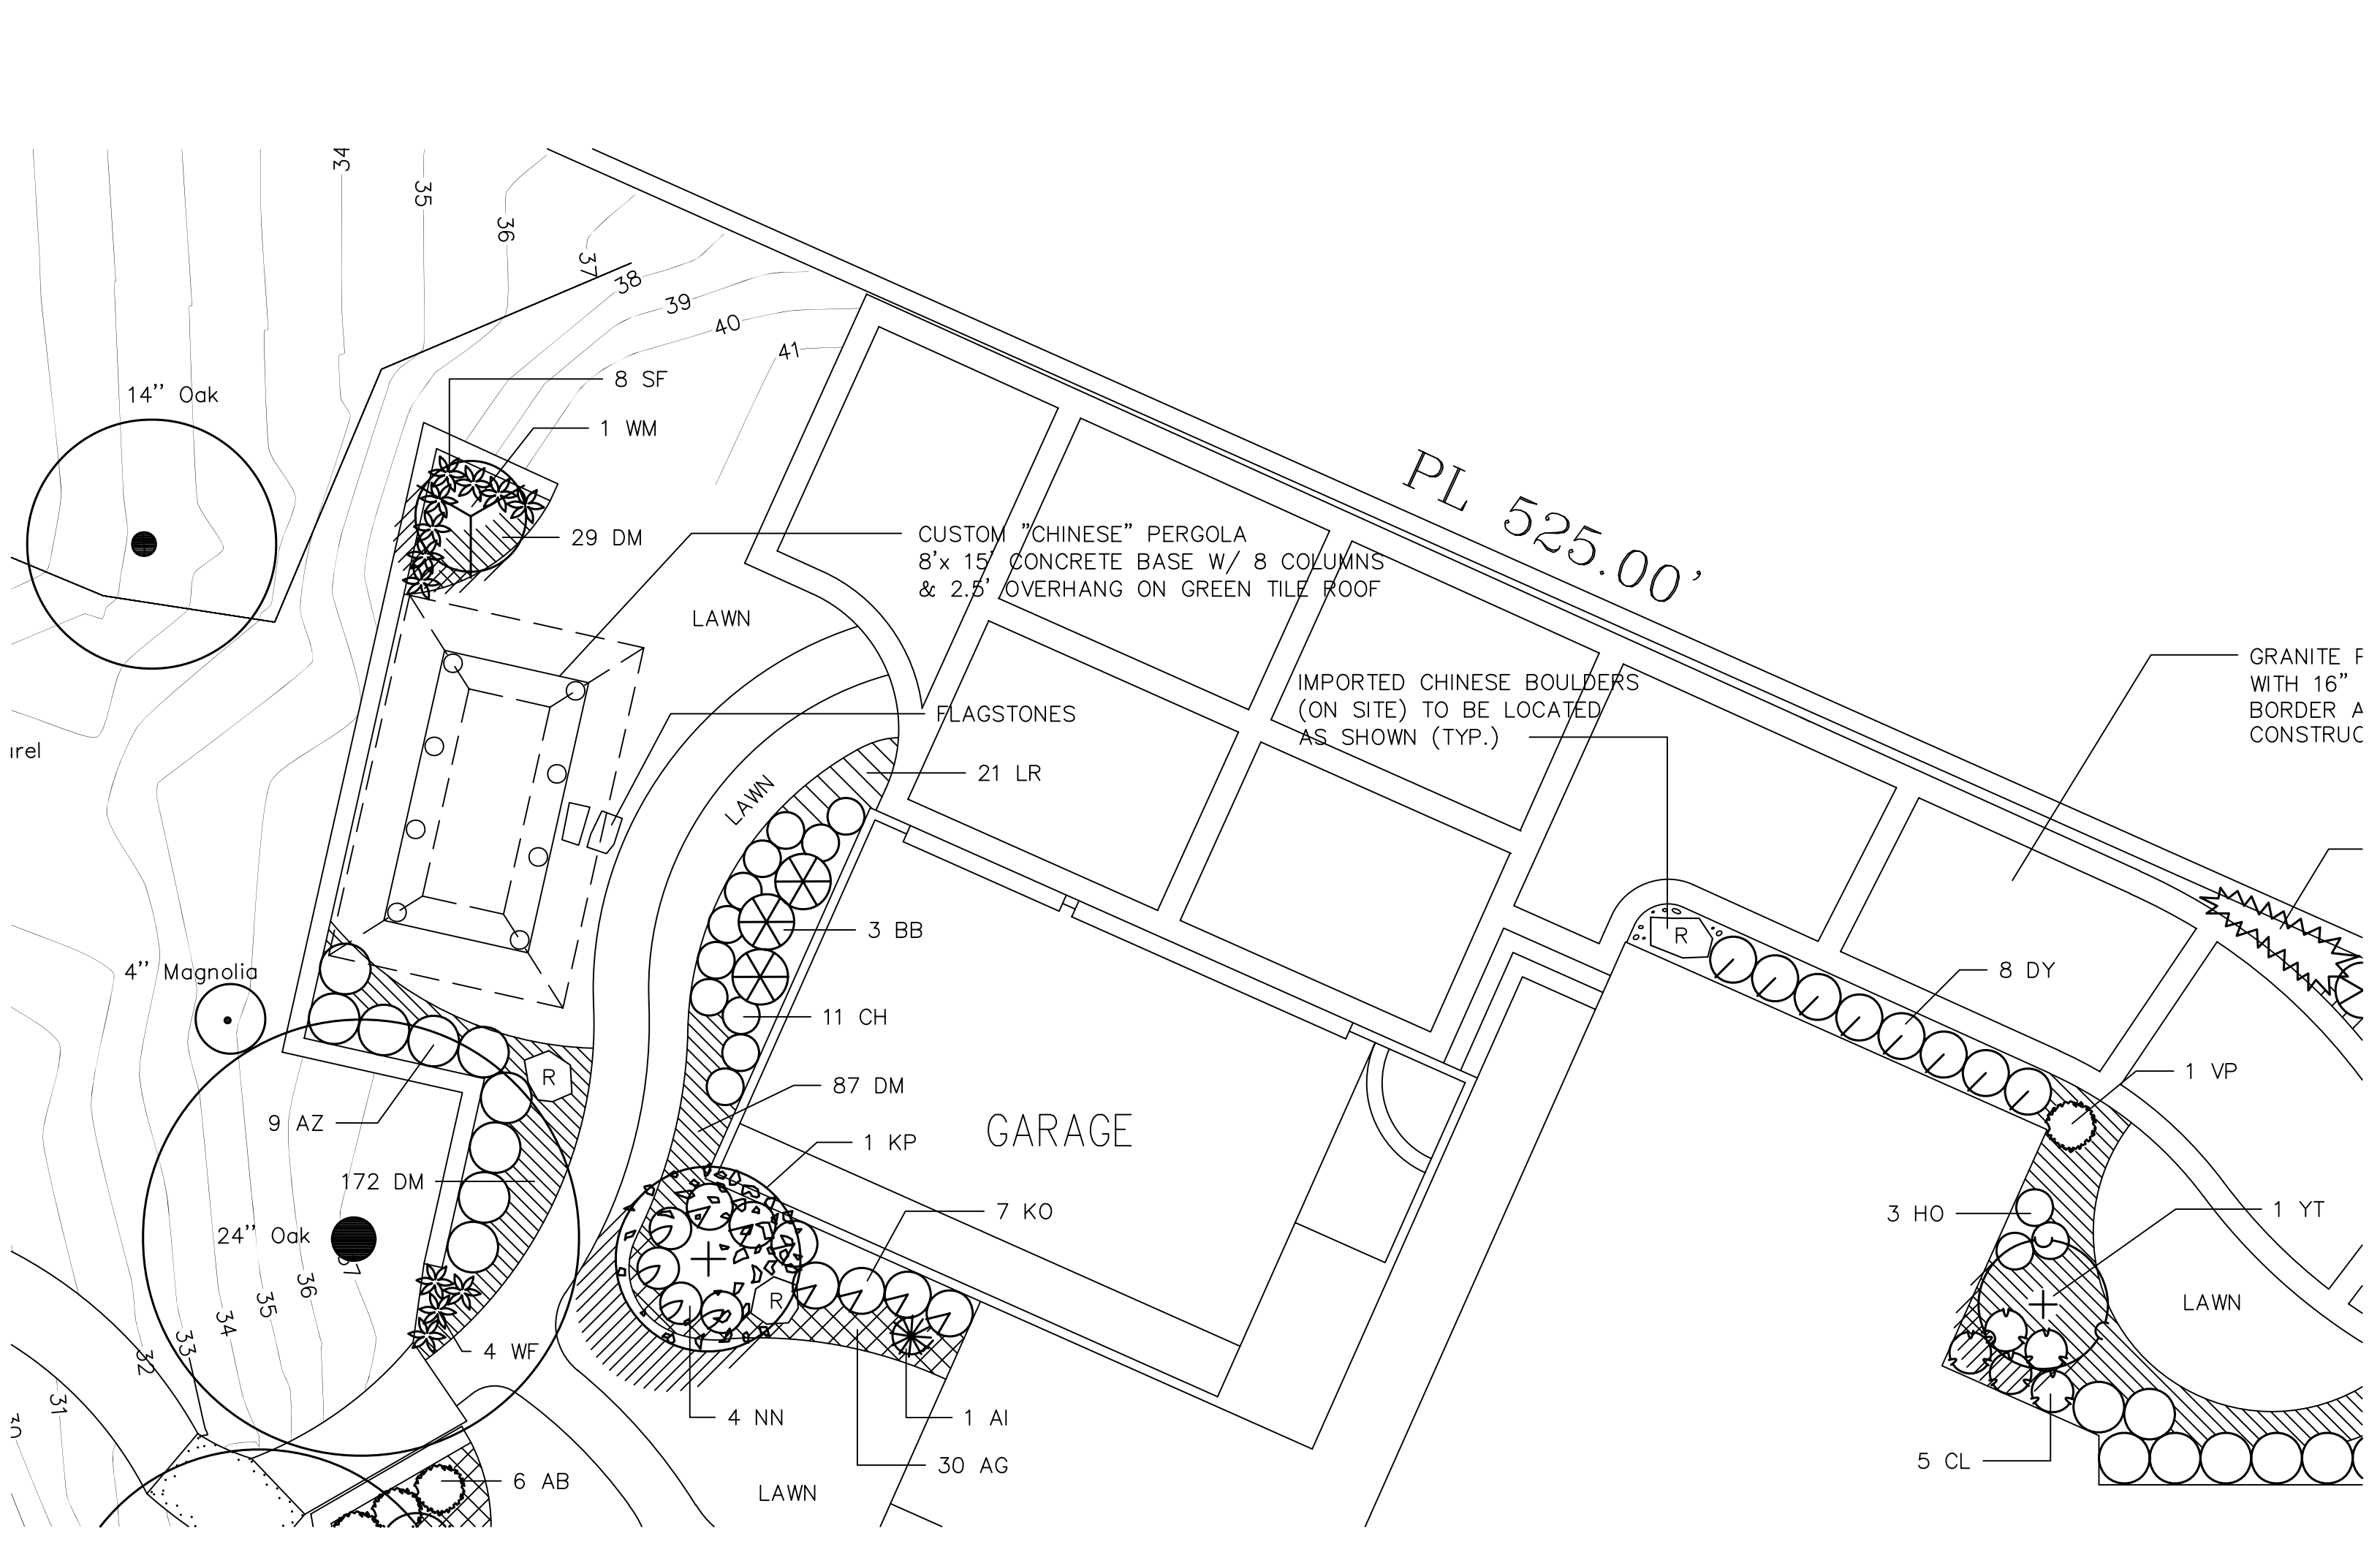 34
35
36
37
38
39
40
41
14'' Oak
8 SF
1 WM
29 DM
PL 525.00'
CUSTOM "CHINESE" PERGOLA
8'x 15' CONCRETE BASE W/ 8 COLUMNS
& 2.5' OVERHANG ON GREEN TILE ROOF
LAWN
IMPORTED CHINESE BOULDERS
(ON SITE) TO BE LOCATED
AS SHOWN (TYP.)
GRANITE
WITH 16"
BORDER
FLAGSTONES
21 LR
LAWN
R
3 BB
8 DY
4'' Magnolia
11 CH
R
1 VP
87 DM
9 AZ
GARAGE
1 KP
172 DM
7 KO
3 HO
1 YT
24'' Oak
37
36
35
34
33
32
31
R
LAWN
4 WF
4 NN
1 AI
30 AG
5 CL
6 AB
LAWN